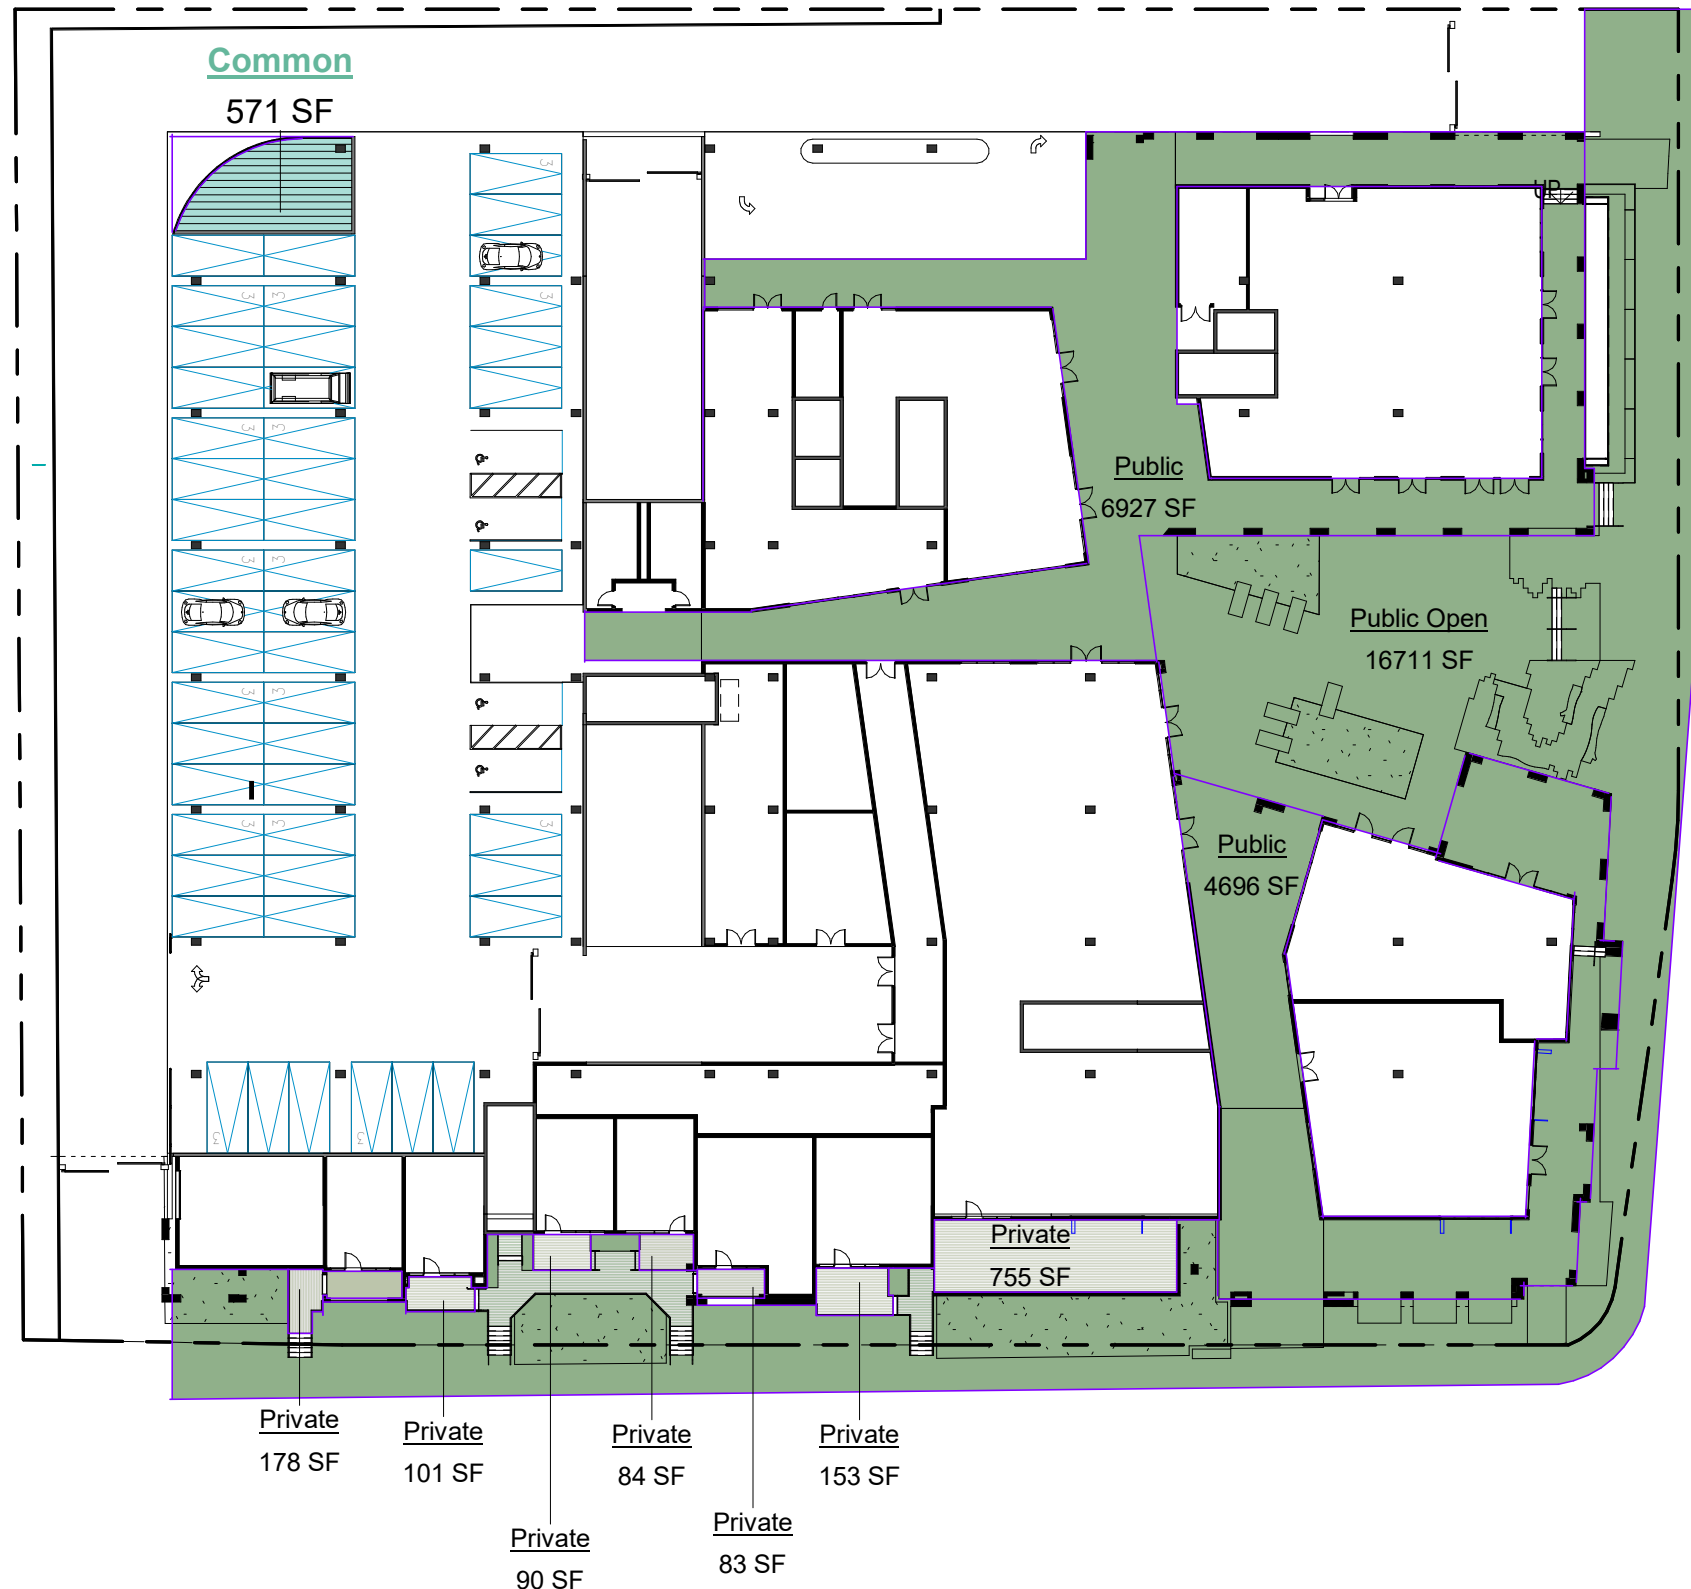 Common
571 SF
UP
Public
6927 SF
Public Open
16711 SF
Public
4696 SF
Private
755 SF
Private
178 SF
Private
101 SF
Private
84 SF
Private
153 SF
Private
90 SF
Private
83 SF